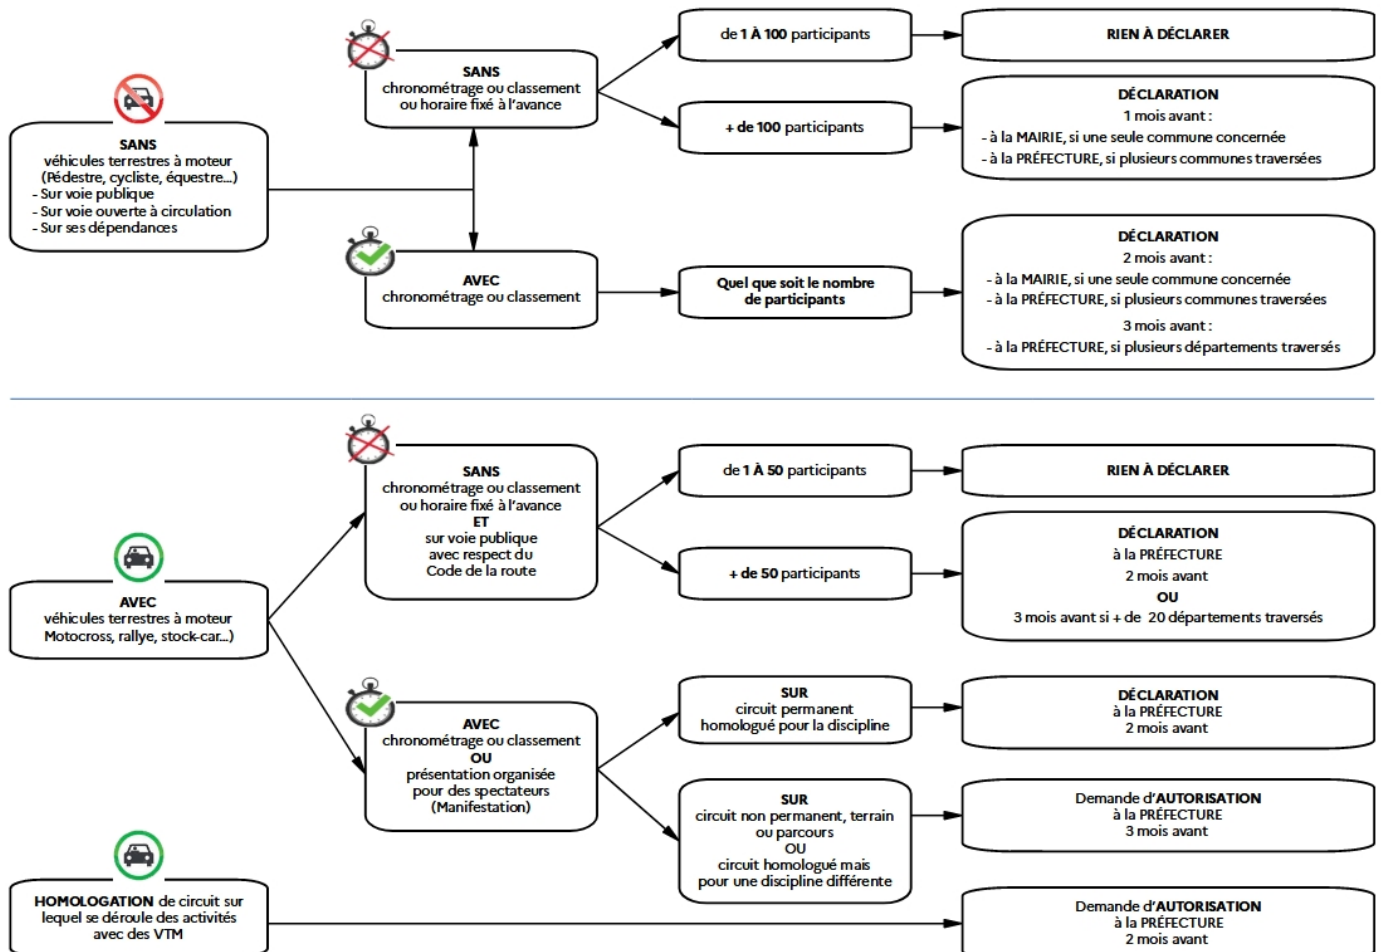 SANS
véhicules terrestres à moteur
(Pédestre, cycliste, équestre...)
- Sur voie publique
- Sur voie ouverte à circulation
- Sur ses dépendances
SANS
chronométrage ou classement
ou horaire fixé à l'avance
de 1 À 100 participants
RIEN À DÉCLARER
+ de 100 participants
DÉCLARATION
1 mois avant :
- à la MAIRIE, si une seule commune concernée
- à la PRÉFECTURE, si plusieurs communes traversées
AVEC
chronométrage ou classement
Quel que soit le nombre
de participants
DÉCLARATION
2 mois avant :
- à la MAIRIE, si une seule commune concernée
- à la PRÉFECTURE, si plusieurs communes traversées
3 mois avant :
- à la PRÉFECTURE, si plusieurs départements traversés
AVEC
véhicules terrestres à moteur
Motocross, rallye, stock-car...)
SANS
chronométrage ou classement
ou horaire fixé à l'avance
ET
sur voie publique
avec respect du
Code de la route
de 1 À 50 participants
RIEN À DÉCLARER
+ de 50 participants
DÉCLARATION
à la PRÉFECTURE
2 mois avant
OU
3 mois avant si + de 20 départements traversés
AVEC
chronométrage ou classement
OU
présentation organisée
pour des spectateurs
(Manifestation)
SUR
circuit permanent
homologué pour la discipline
DÉCLARATION
à la PRÉFECTURE
2 mois avant
SUR
circuit non permanent, terrain
ou parcours
OU
circuit homologué mais
pour une discipline différente
Demande d'AUTORISATION
à la PRÉFECTURE
3 mois avant
HOMOLOGATION de circuit sur
lequel se déroule des activités
avec des VTM
Demande d'AUTORISATION
à la PRÉFECTURE
2 mois avant